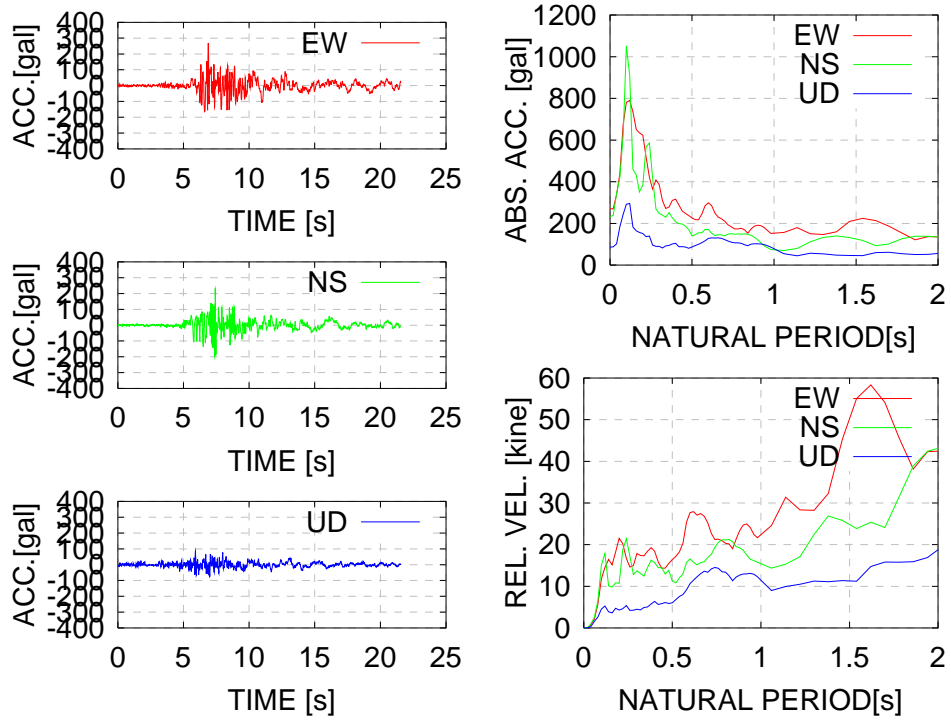 400
300
200
100
0
-100
-200
-300
-400
ACC.[gal]
EW
0 5 10 15 20 25
TIME [s]
400
300
200
100
0
-100
-200
-300
-400
ACC.[gal]
NS
0 5 10 15 20 25
TIME [s]
400
300
200
100
0
-100
-200
-300
-400
ACC.[gal]
UD
0 5 10 15 20 25
TIME [s]
1200
1000
800
600
400
200
0
ABS. ACC. [gal]
EW
NS
UD
0 0.5 1 1.5 2
NATURAL PERIOD[s]
60
50
40
30
20
10
0
REL. VEL. [kine]
EW
NS
UD
0 0.5 1 1.5 2
NATURAL PERIOD[s]